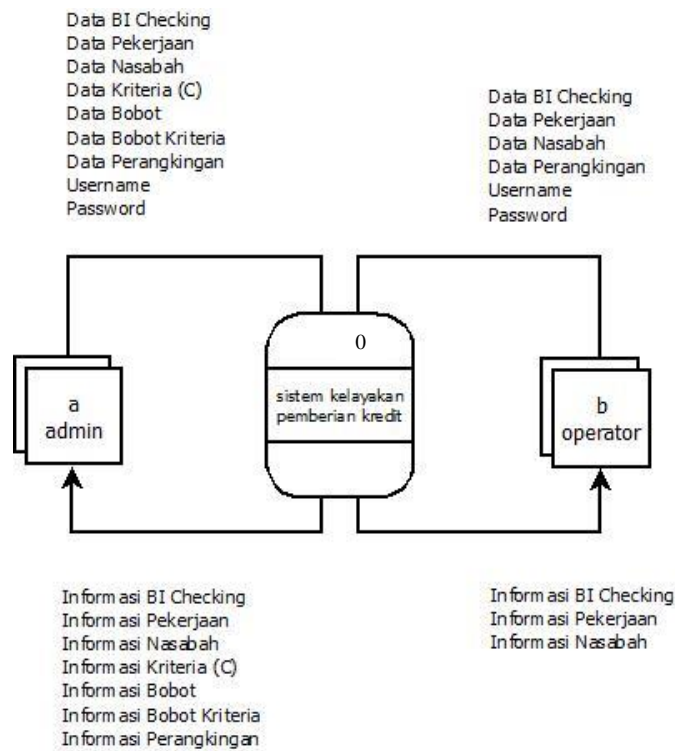 Data BI Checking
Data Pekerjaan
Data Nasabah
Data Kriteria (C)
Data Bobot
Data Bobot Kriteria
Data Perangkingan
Username
Password
Data BI Checking
Data Pekerjaan
Data Nasabah
Data Perangkingan
Username
Password
a
admin
0
sistem kelayakan
pemberian kredit
b
operator
Informasi BI Checking
Informasi Pekerjaan
Informasi Nasabah
Informasi Kriteria (C)
Informasi Bobot
Informasi Bobot Kriteria
Informasi Perangkingan
Informasi BI Checking
Informasi Pekerjaan
Informasi Nasabah